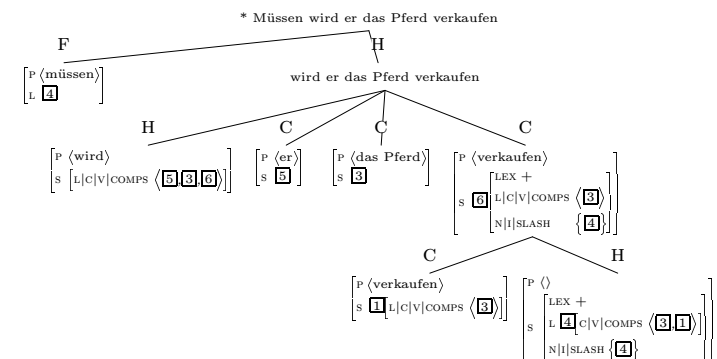 * Müssen wird er das Pferd verkaufen
F H
P ⟨müssen⟩
L 4
wird er das Pferd verkaufen
H C C C
P ⟨wird⟩
S [L|C|V|COMPS ⟨5,3,6⟩]
P ⟨er⟩
S 5
P ⟨das Pferd⟩
S 3
P ⟨verkaufen⟩
LEX +
S 6 L|C|V|COMPS ⟨3⟩
N|I|SLASH {4}
C H
P ⟨verkaufen⟩
S 1[L|C|V|COMPS ⟨3⟩]
P ⟨⟩
LEX +
S L 4[C|V|COMPS ⟨3,1⟩]
N|I|SLASH {4}